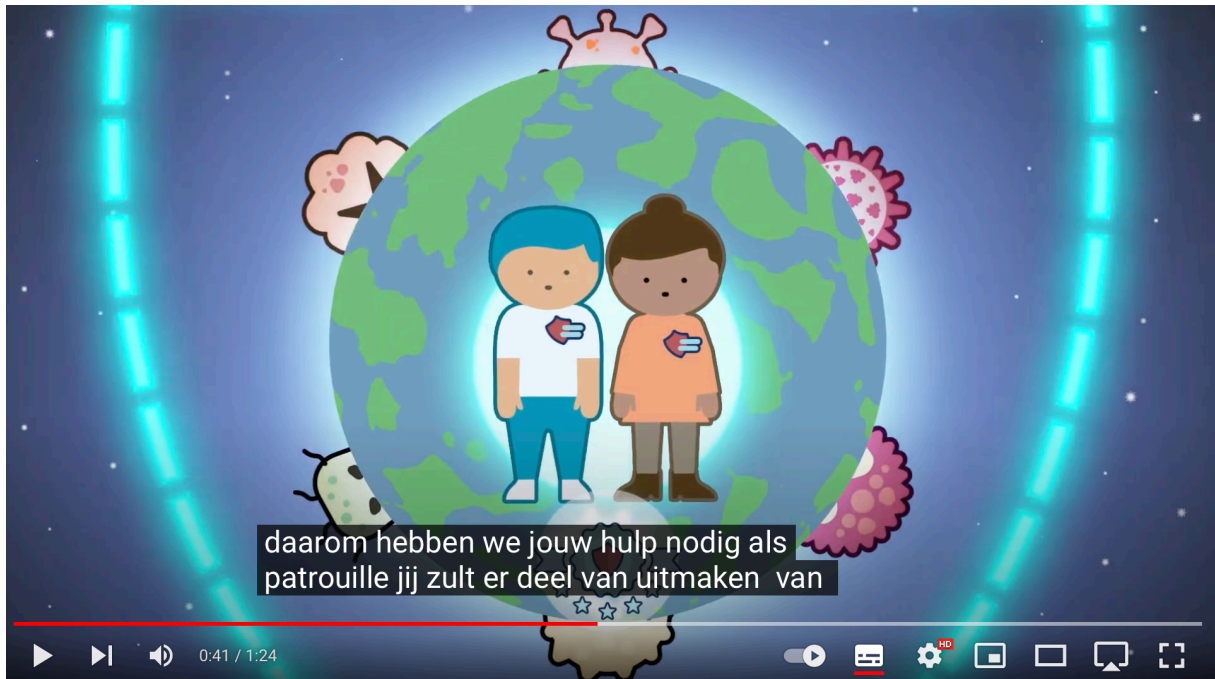 daarom hebben we jouw hulp nodig als
patrouille jij zult er deel van uitmaken  van
0:41 / 1:24
HD